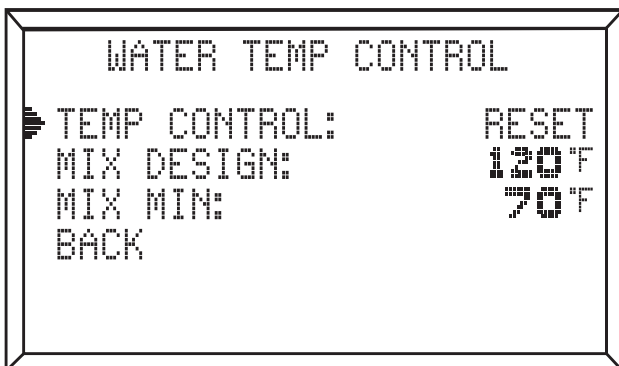 WATER TEMP CONTROL
TEMP CONTROL: RESET
MIX DESIGN: 120°F
MIX MIN: 70°F
BACK